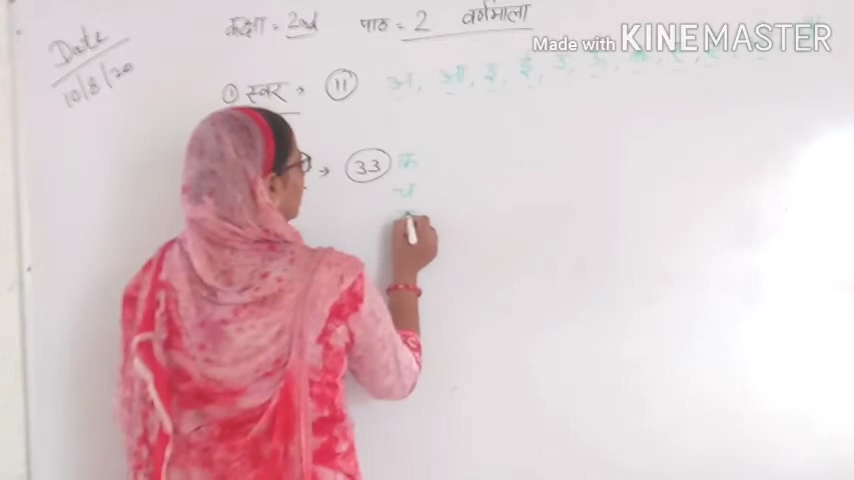 कक्षा = 2nd पाठ = 2 वर्णमाला
Made with KINEMASTER
Date
10/8/20
① स्वर → 11 अ, आ, इ, ई, उ, ऊ,
→ 33 क
च